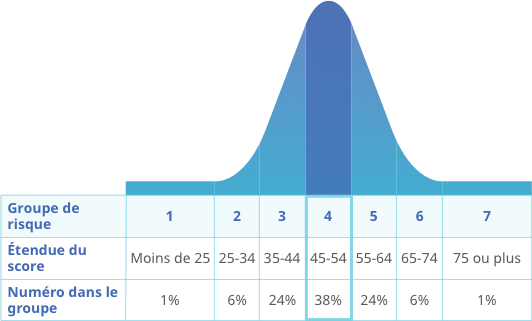 Groupe de
risque
1 2 3 4 5 6 7
Étendue du
score
Moins de 25 25-34 35-44 45-54 55-64 65-74 75 ou plus
Numéro dans le
groupe
1% 6% 24% 38% 24% 6% 1%